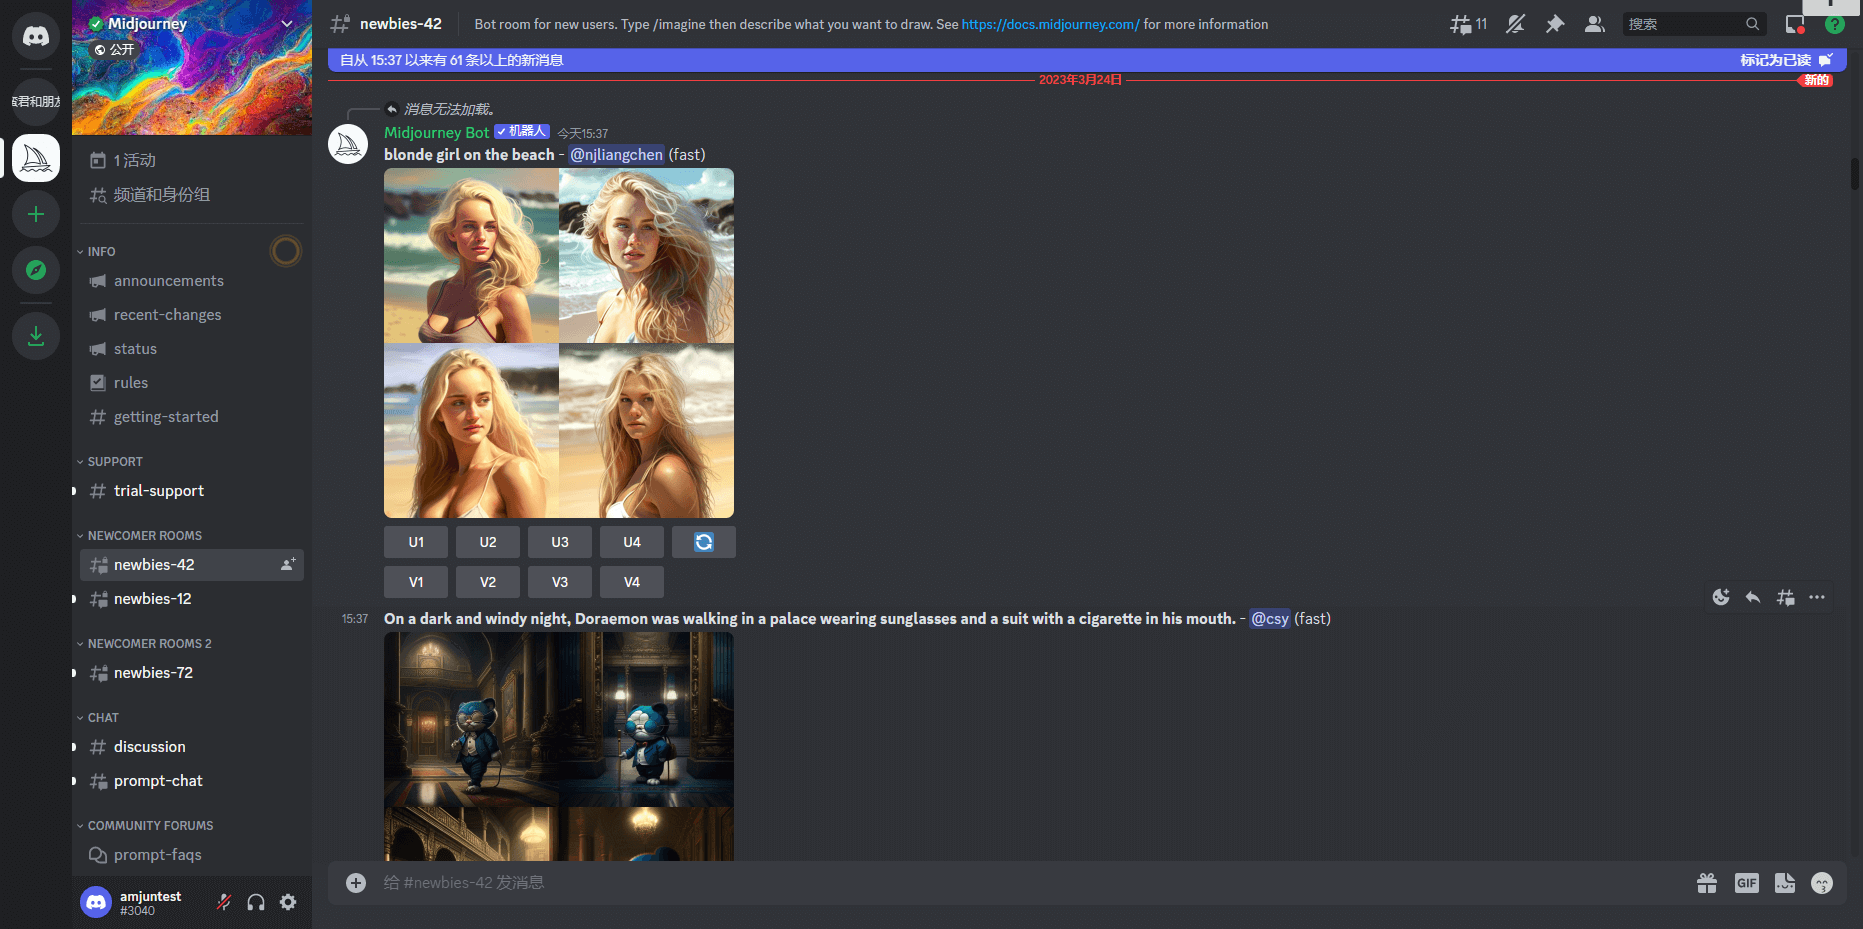 Midjourney
公开
1 活动
频道和身份组
INFO
announcements
recent-changes
status
rules
getting-started
SUPPORT
trial-support
NEWCOMER ROOMS
newbies-42
newbies-12
NEWCOMER ROOMS 2
newbies-72
CHAT
discussion
prompt-chat
COMMUNITY FORUMS
prompt-faqs
amjuntest
#3040
newbies-42
Bot room for new users. Type /imagine then describe what you want to draw. See https://docs.midjourney.com/ for more information
11
搜索
自从 15:37 以来有 61 条以上的新消息
标记为已读
2023年3月24日
新的
消息无法加载。
Midjourney Bot 机器人 今天15:37
blonde girl on the beach - @njliangchen (fast)
U1 U2 U3 U4
V1 V2 V3 V4
15:37 On a dark and windy night, Doraemon was walking in a palace wearing sunglasses and a suit with a cigarette in his mouth. - @csy (fast)
给 #newbies-42 发消息
GIF